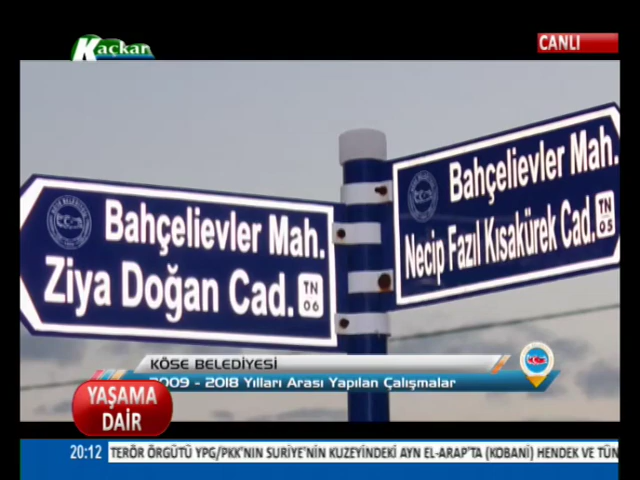 Kaçkar
CANLI
Bahçelievler Mah.
Ziya Doğan Cad.
TN
06
Bahçelievler Mah.
Necip Fazıl Kısakürek Cad.
TN
05
KÖSE BELEDİYESİ
2009 - 2018 Yılları Arası Yapılan Çalışmalar
YAŞAMA
DAİR
20:12 TERÖR ÖRGÜTÜ YPG/PKK'NIN SURİYE'NİN KUZEYİNDEKİ AYN EL-ARAP'TA (KOBANİ) HENDEK VE TÜN